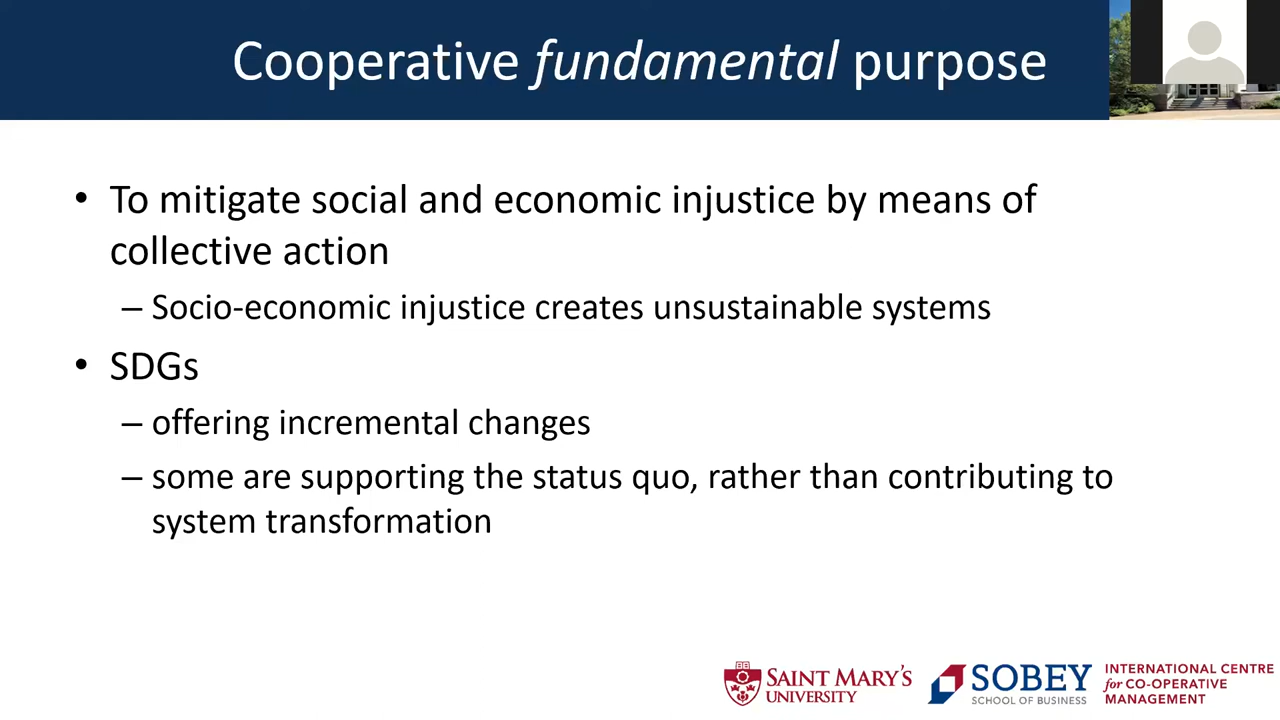 Cooperative fundamental purpose
• To mitigate social and economic injustice by means of
collective action
– Socio-economic injustice creates unsustainable systems
• SDGs
– offering incremental changes
– some are supporting the status quo, rather than contributing to
system transformation
SAINT MARY'S
UNIVERSITY
SOBEY
SCHOOL OF BUSINESS
INTERNATIONAL CENTRE
for CO-OPERATIVE
MANAGEMENT